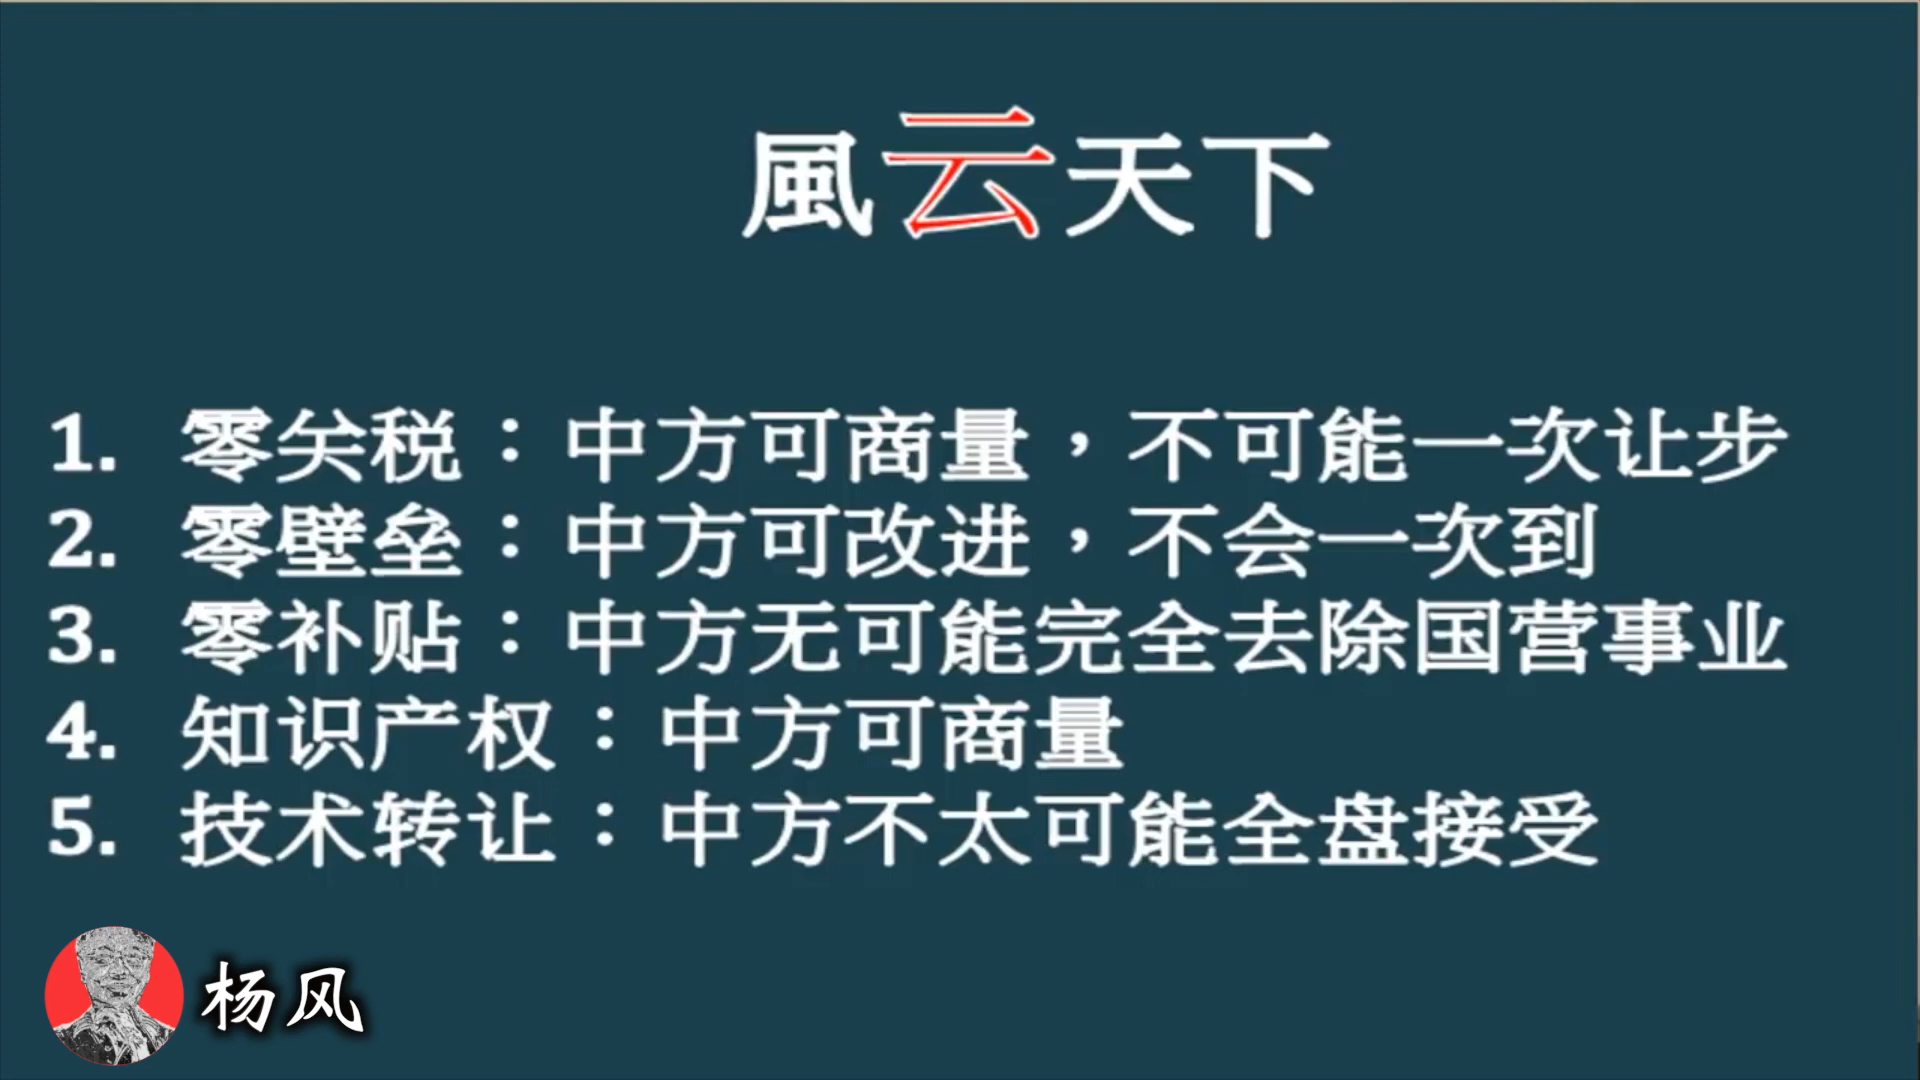 風云天下
1. 零关税：中方可商量，不可能一次让步
2. 零壁垒：中方可改进，不会一次到
3. 零补贴：中方无可能完全去除国营事业
4. 知识产权：中方可商量
5. 技术转让：中方不太可能全盘接受
杨风